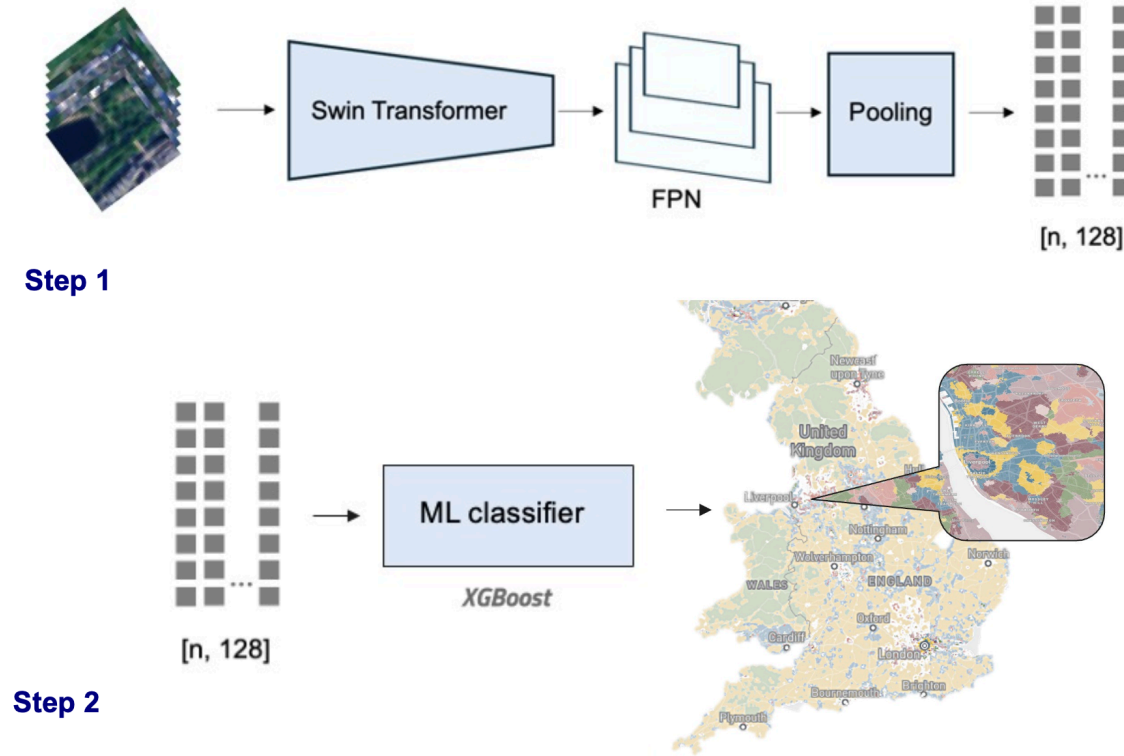 Swin Transformer
Pooling
FPN
[n, 128]
Step 1
Newcast
upon Tyne
United
Kingdom
Liverpool
Nottingham
Norwich
Wolverhampton
WALES
ENGLAND
Oxford
Cardiff
London
Bournemouth
Brighton
Plymouth
ML classifier
XGBoost
[n, 128]
Step 2